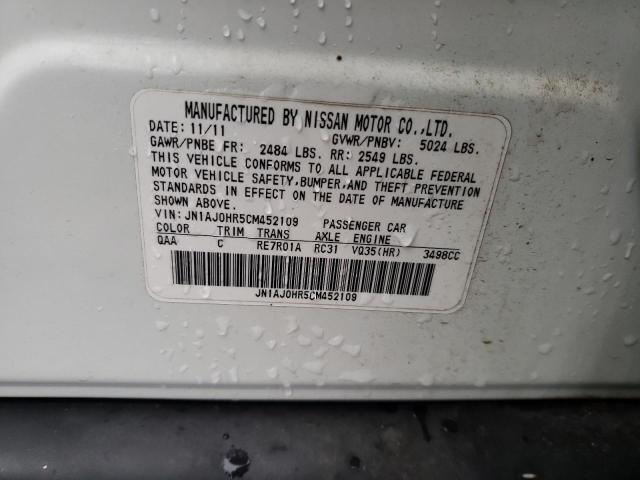 MANUFACTURED BY NISSAN MOTOR CO.,LTD.
DATE: 11/11 GVWR/PNBV: 5024 LBS.
GAWR/PNBE FR: 2484 LBS. RR: 2549 LBS.
THIS VEHICLE CONFORMS TO ALL APPLICABLE FEDERAL
MOTOR VEHICLE SAFETY,BUMPER,AND THEFT PREVENTION
STANDARDS IN EFFECT ON THE DATE OF MANUFACTURE
SHOWN ABOVE.
VIN: JN1AJ0HR5CM452109 PASSENGER CAR
COLOR TRIM TRANS AXLE ENGINE
QAA C RE7R01A RC31 VQ35(HR) 3498CC
JN1AJ0HR5CM452109